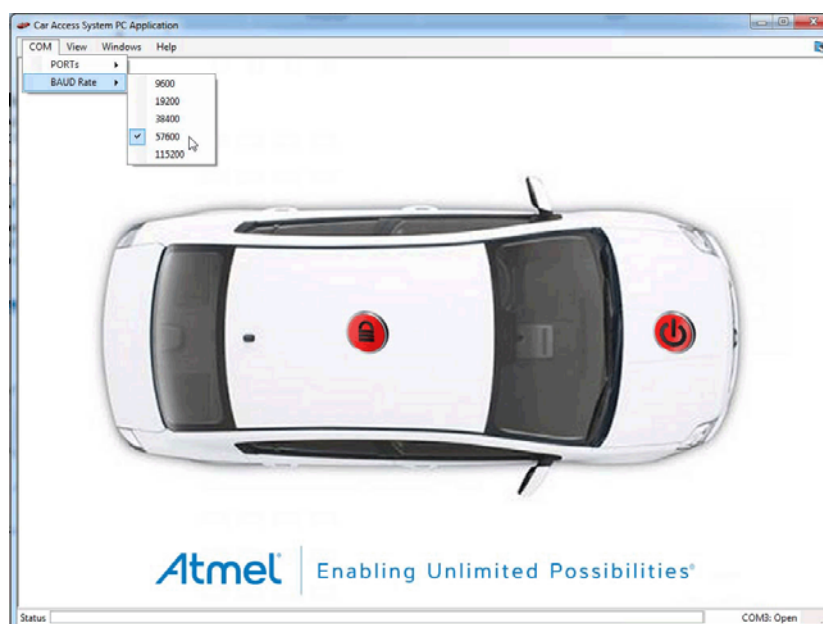 Car Access System PC Application
COM View Windows Help
PORTs
BAUD Rate
9600
19200
38400
57600
115200
Atmel® Enabling Unlimited Possibilities®
Status COM3: Open